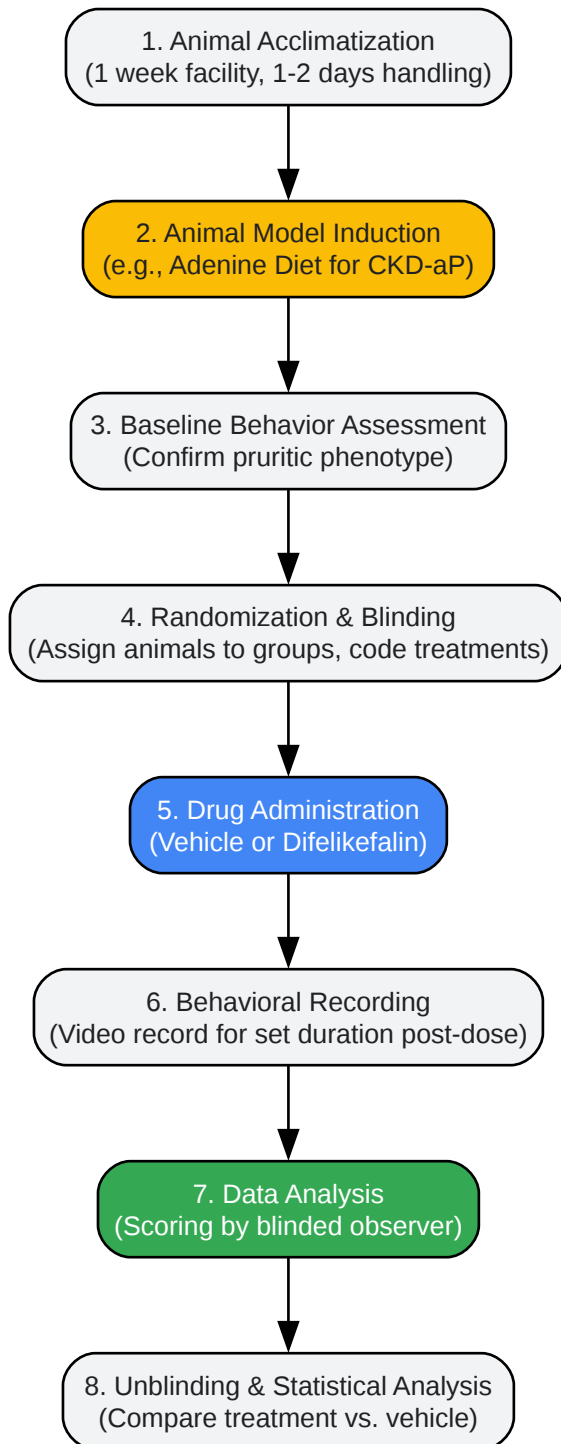 1. Animal Acclimatization
(1 week facility, 1-2 days handling)
2. Animal Model Induction
(e.g., Adenine Diet for CKD-aP)
3. Baseline Behavior Assessment
(Confirm pruritic phenotype)
4. Randomization & Blinding
(Assign animals to groups, code treatments)
5. Drug Administration
(Vehicle or Difelikefalin)
6. Behavioral Recording
(Video record for set duration post-dose)
7. Data Analysis
(Scoring by blinded observer)
8. Unblinding & Statistical Analysis
(Compare treatment vs. vehicle)